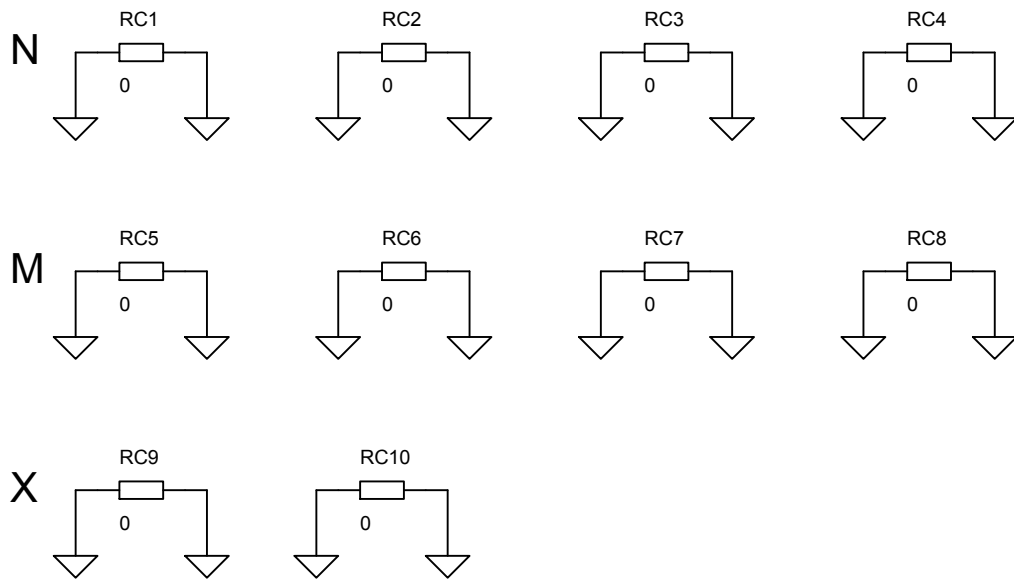 RC1 RC2 RC3 RC4
N
0 0 0 0
RC5 RC6 RC7 RC8
M
0 0 0 0
RC9 RC10
X
0 0